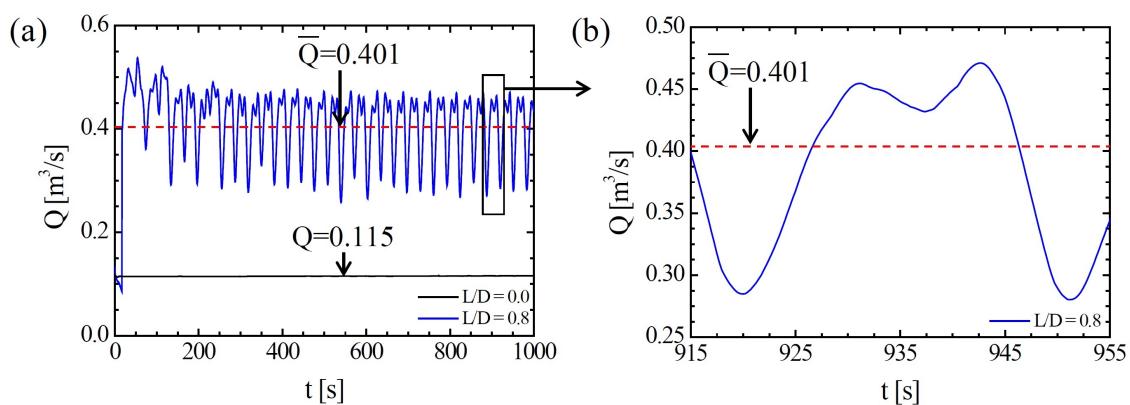 (a)
Q [m³/s]
0.6
0.4
0.2
0.0
Q̅=0.401
Q=0.115
L/D = 0.0
L/D = 0.8
0
200
400
600
800
1000
t [s]
(b)
Q [m³/s]
0.50
0.45
0.40
0.35
0.30
0.25
Q̅=0.401
L/D = 0.8
915
925
935
945
955
t [s]